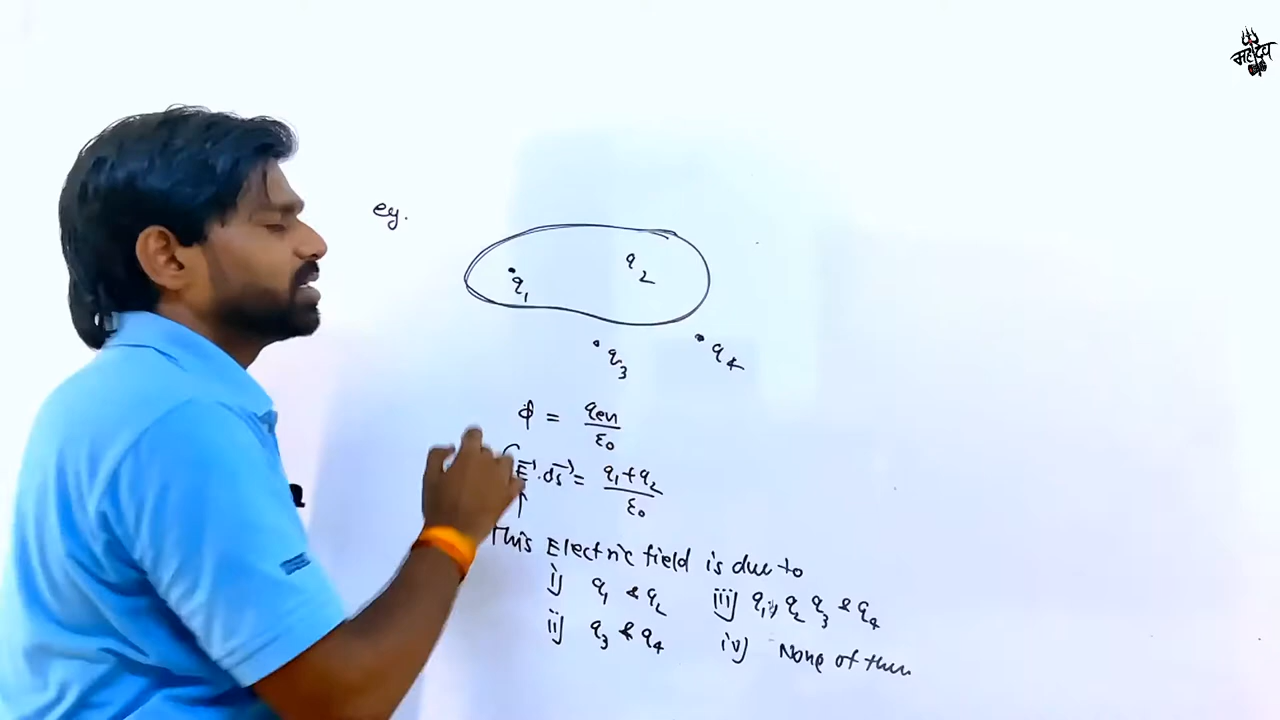 महादेव
eg.
q₁
q₂
q₃
q₄
ϕ = qen/ε₀
∫E⃗.ds⃗ = q₁+q₂/ε₀
This Electric field is due to
i) q₁ & q₂ iii) q₁, q₂ q₃ & q₄
ii) q₃ & q₄ iv) None of them